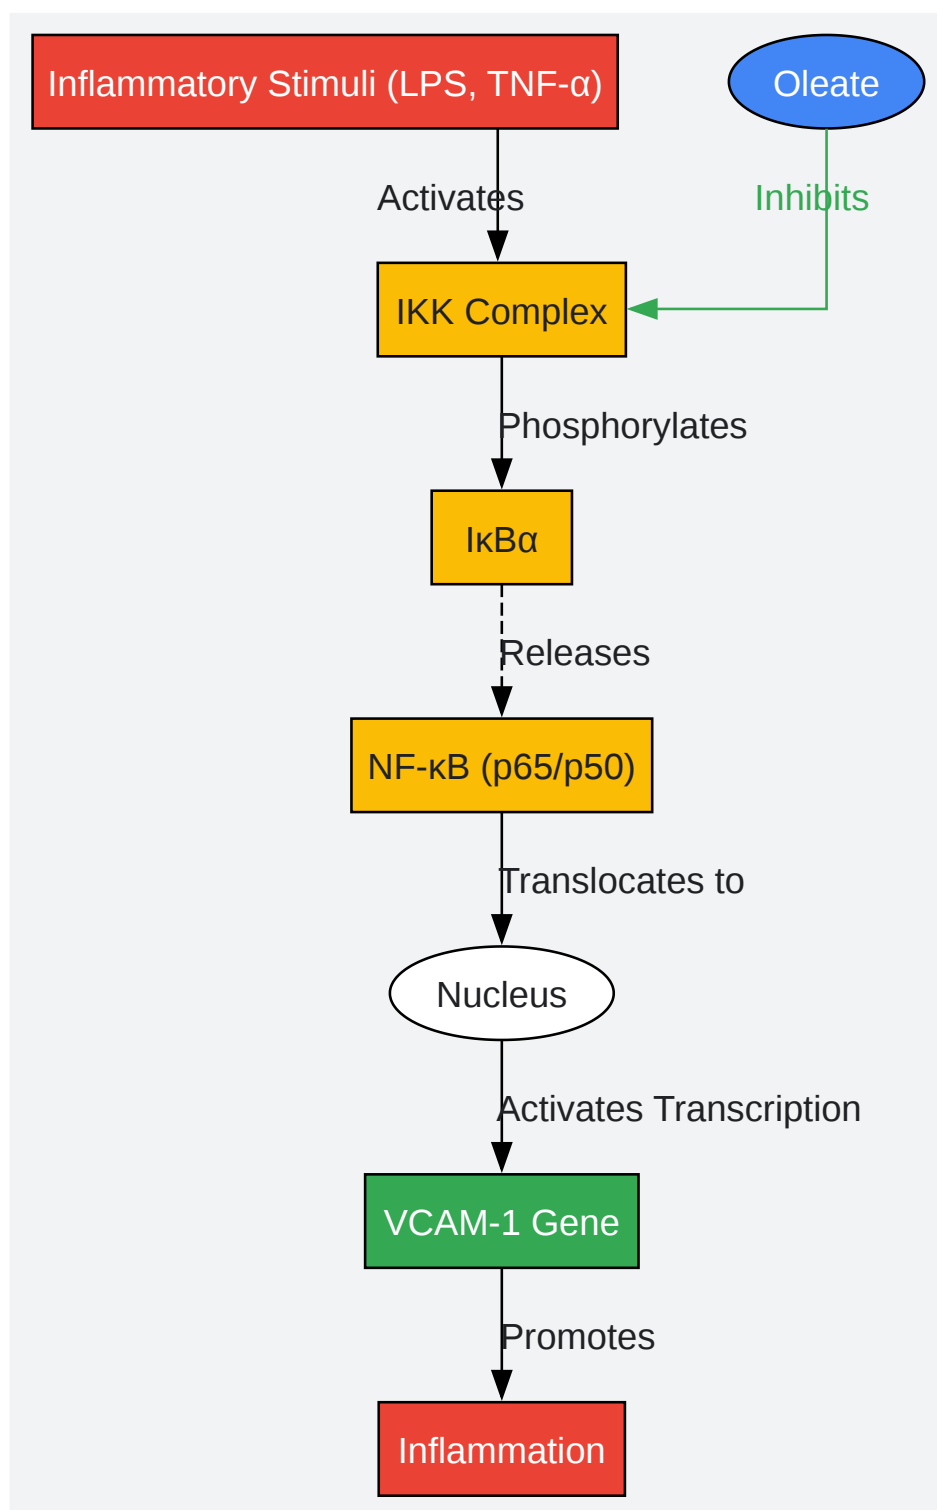 Inflammatory Stimuli (LPS, TNF-α)
Oleate
Activates
Inhibits
IKK Complex
Phosphorylates
IκBα
Releases
NF-κB (p65/p50)
Translocates to
Nucleus
Activates Transcription
VCAM-1 Gene
Promotes
Inflammation